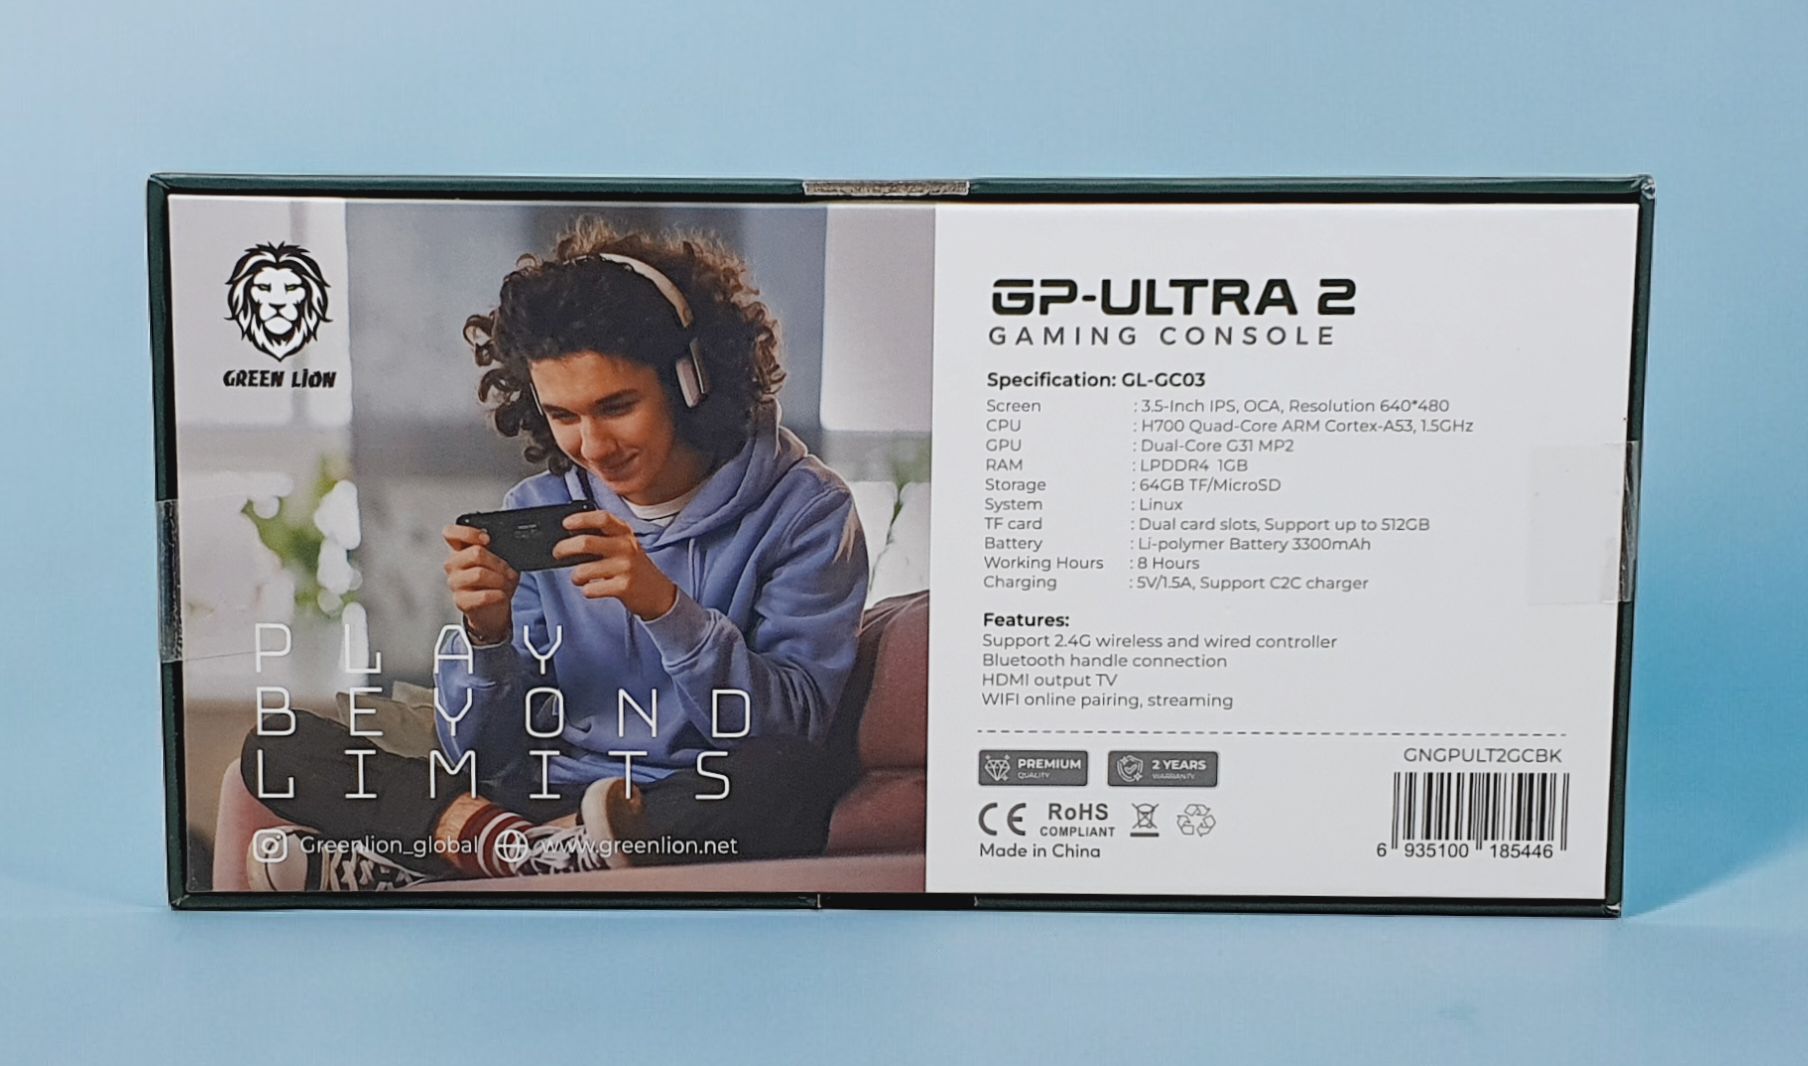 GREEN LION
PLAY
BEYOND
LIMITS
Greenlion_global www.greenlion.net
GP-ULTRA 2
GAMING CONSOLE
Specification: GL-GC03
Screen : 3.5-Inch IPS, OCA, Resolution 640*480
CPU : H700 Quad-Core ARM Cortex-A53, 1.5GHz
GPU : Dual-Core G31 MP2
RAM : LPDDR4 1GB
Storage : 64GB TF/MicroSD
System : Linux
TF card : Dual card slots, Support up to 512GB
Battery : Li-polymer Battery 3300mAh
Working Hours : 8 Hours
Charging : 5V/1.5A, Support C2C charger
Features:
Support 2.4G wireless and wired controller
Bluetooth handle connection
HDMI output TV
WIFI online pairing, streaming
PREMIUM
QUALITY
2 YEARS
WARRANTY
GNGPULT2GCBK
CE RoHS
COMPLIANT
Made in China
6 935100 185446